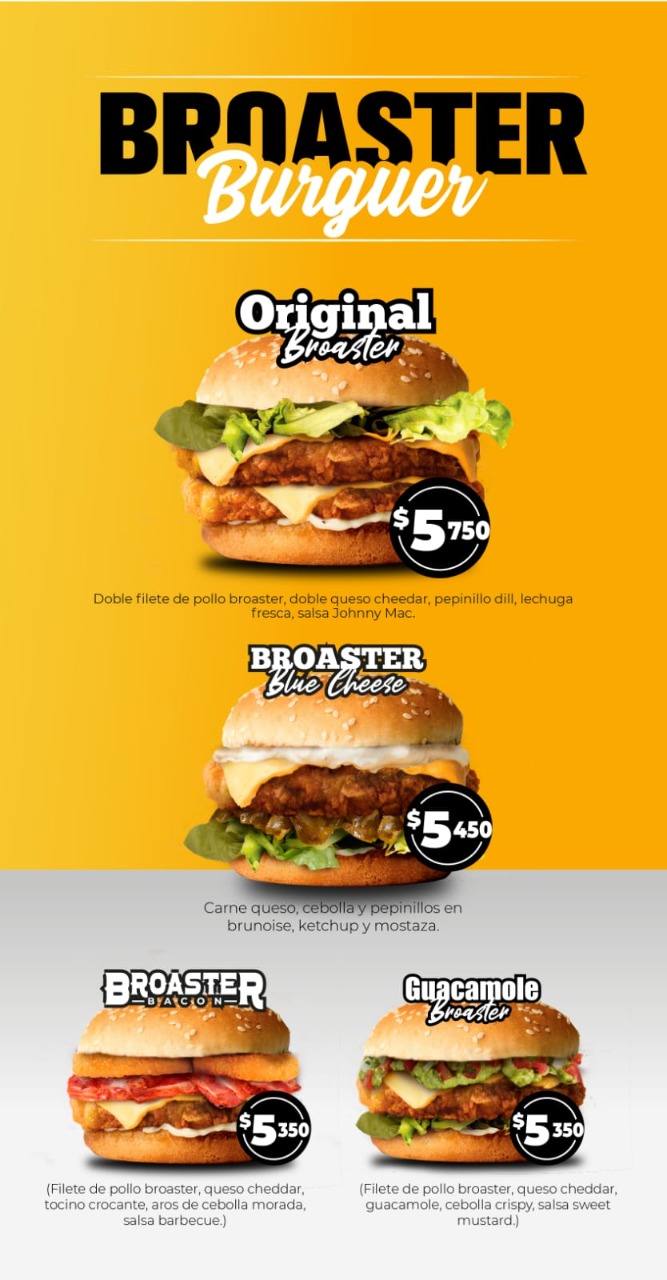 BROASTER
Burguer
Original
Broaster
$5750
Doble filete de pollo broaster, doble queso cheedar, pepinillo dill, lechuga
fresca, salsa Johnny Mac.
BROASTER
Blue Cheese
$5450
Carne queso, cebolla y pepinillos en
brunoise, ketchup y mostaza.
BROASTER
BACON
$5350
(Filete de pollo broaster, queso cheddar,
tocino crocante, aros de cebolla morada,
salsa barbecue.)
Guacamole
Broaster
$5350
(Filete de pollo broaster, queso cheddar,
guacamole, cebolla crispy, salsa sweet
mustard.)